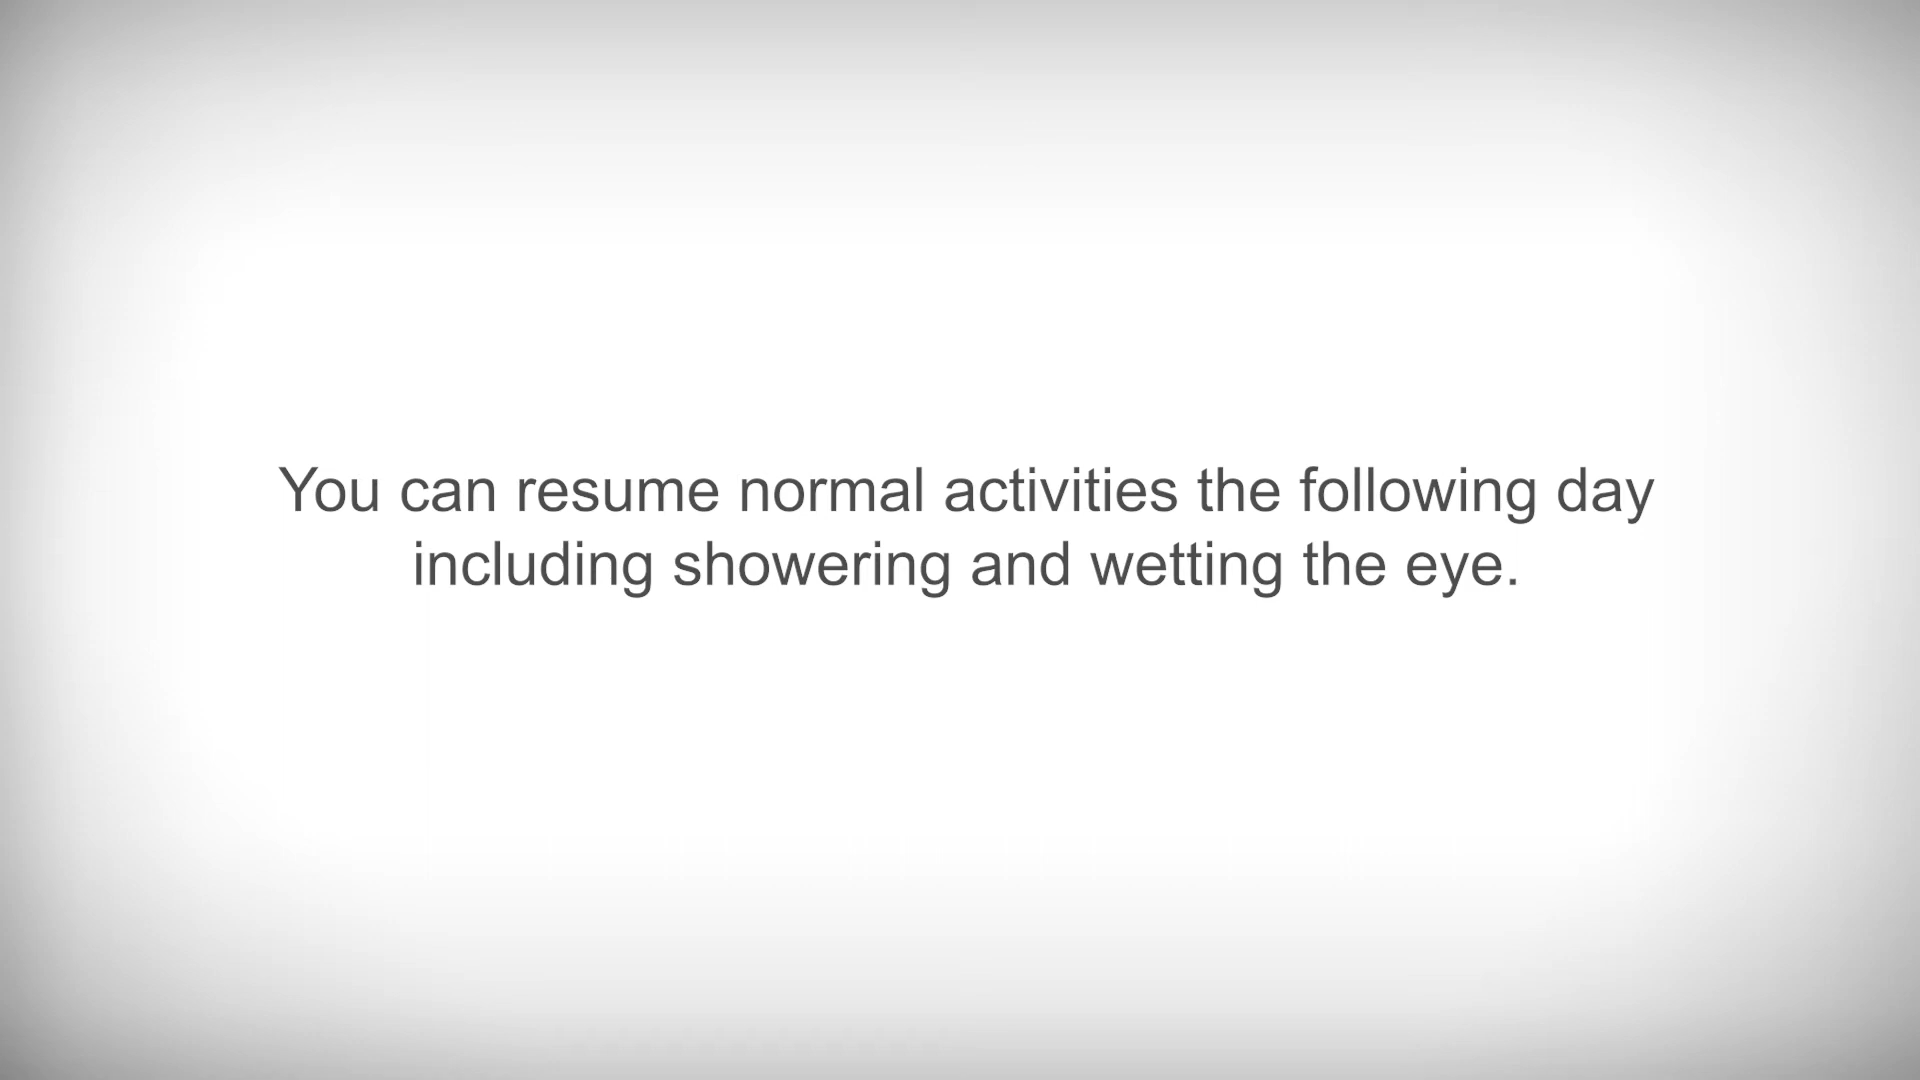 You can resume normal activities the following day
including showering and wetting the eye.